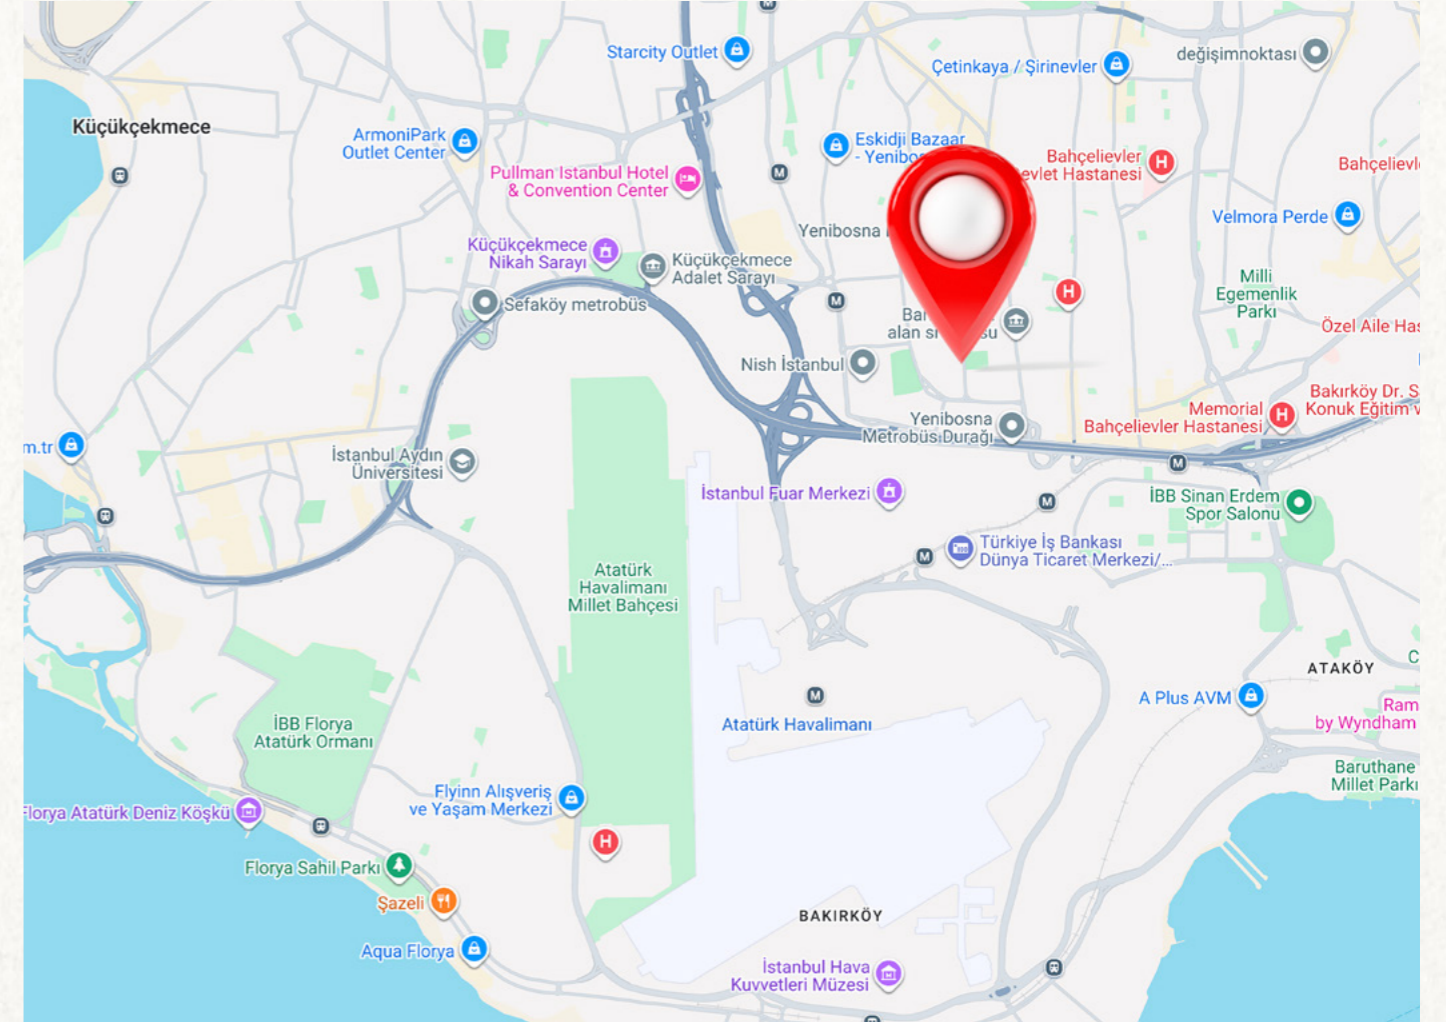 Starcity Outlet
Çetinkaya / Şirinevler
değişimnoktası
Küçükçekmece
ArmoniPark
Outlet Center
Eskidji Bazaar
Bahçelievler
Pullman Istanbul Hotel
& Convention Center
Velmora Perde
Yenibosna
Küçükçekmece
Nikah Sarayı
Küçükçekmece
Adalet Sarayı
Milli
Egemenlik
Parkı
Sefaköy metrobüs
alan
Özel Aile
Nish İstanbul
Bakırköy Dr.
Konuk Eğitim
Memorial
Bahçelievler Hastanesi
Yenibosna
Metrobüs Durağı
m.tr
İstanbul Aydın
Üniversitesi
İstanbul Fuar Merkezi
İBB Sinan Erdem
Spor Salonu
Türkiye İş Bankası
Dünya Ticaret Merkezi/...
Atatürk
Havalimanı
Millet Bahçesi
ATAKÖY
A Plus AVM
by Wyndham
İBB Florya
Atatürk Ormanı
Atatürk Havalimanı
Baruthane
Millet Parkı
Flyinn Alışveriş
ve Yaşam Merkezi
Florya Atatürk Deniz Köşkü
Florya Sahil Parkı
Şazeli
BAKIRKÖY
Aqua Florya
İstanbul Hava
Kuvvetleri Müzesi